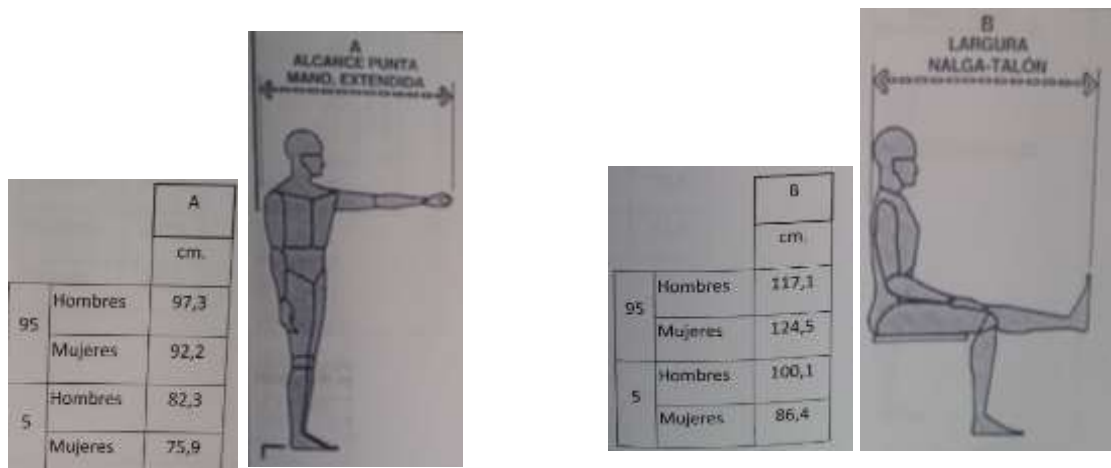 A
cm.
95 Hombres 97,3
Mujeres 92,2
5 Hombres 82,3
Mujeres 75,9
A
ALCANCE PUNTA
MANO, EXTENDIDA
B
cm.
95 Hombres 117,1
Mujeres 124,5
5 Hombres 100,1
Mujeres 86,4
B
LARGURA
NALGA-TALÓN